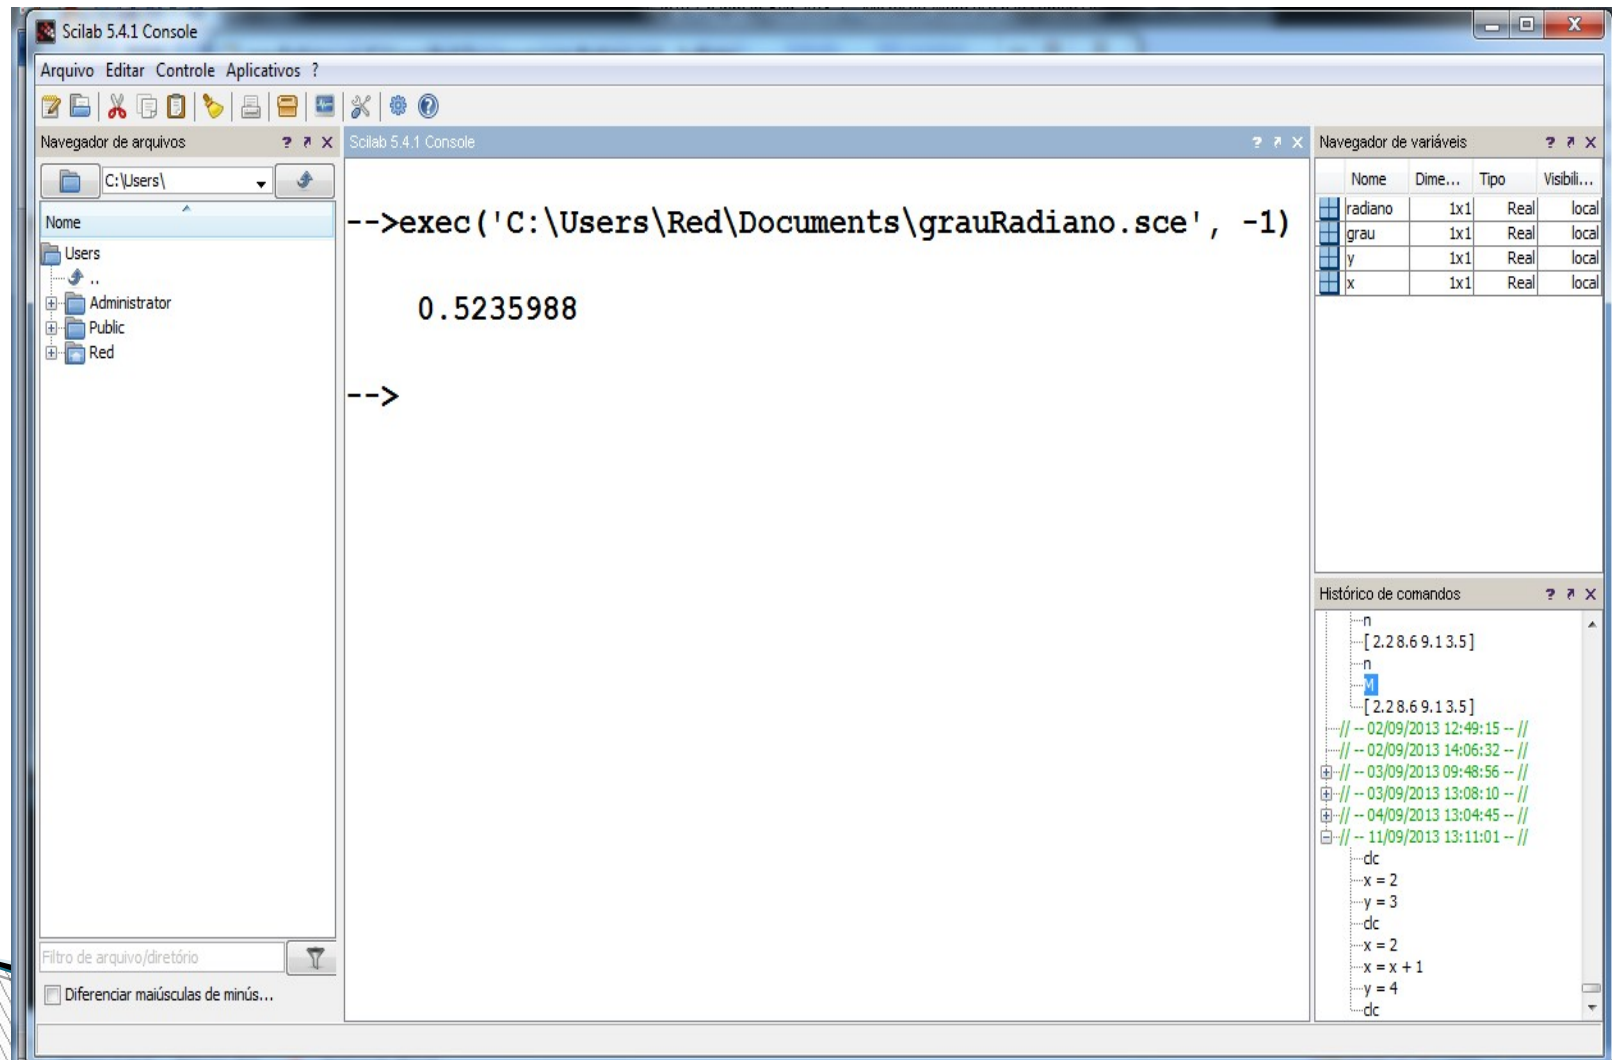 Scilab 5.4.1 Console
Arquivo Editar Controle Aplicativos ?
Navegador de arquivos
C:\Users\
Nome
Users
..
Administrator
Public
Red
Filtro de arquivo/diretório
Diferenciar maiúsculas de minús...
Scilab 5.4.1 Console
-->exec('C:\Users\Red\Documents\grauRadiano.sce', -1)
0.5235988
-->
Navegador de variáveis
Nome Dime... Tipo Visibili...
radiano 1x1 Real local
grau 1x1 Real local
y 1x1 Real local
x 1x1 Real local
Histórico de comandos
n
[ 2.2 8.6 9.1 3.5 ]
n
M
[ 2.2 8.6 9.1 3.5 ]
// -- 02/09/2013 12:49:15 -- //
// -- 02/09/2013 14:06:32 -- //
// -- 03/09/2013 09:48:56 -- //
// -- 03/09/2013 13:08:10 -- //
// -- 04/09/2013 13:04:45 -- //
// -- 11/09/2013 13:11:01 -- //
clc
x = 2
y = 3
clc
x = 2
x = x + 1
y = 4
clc